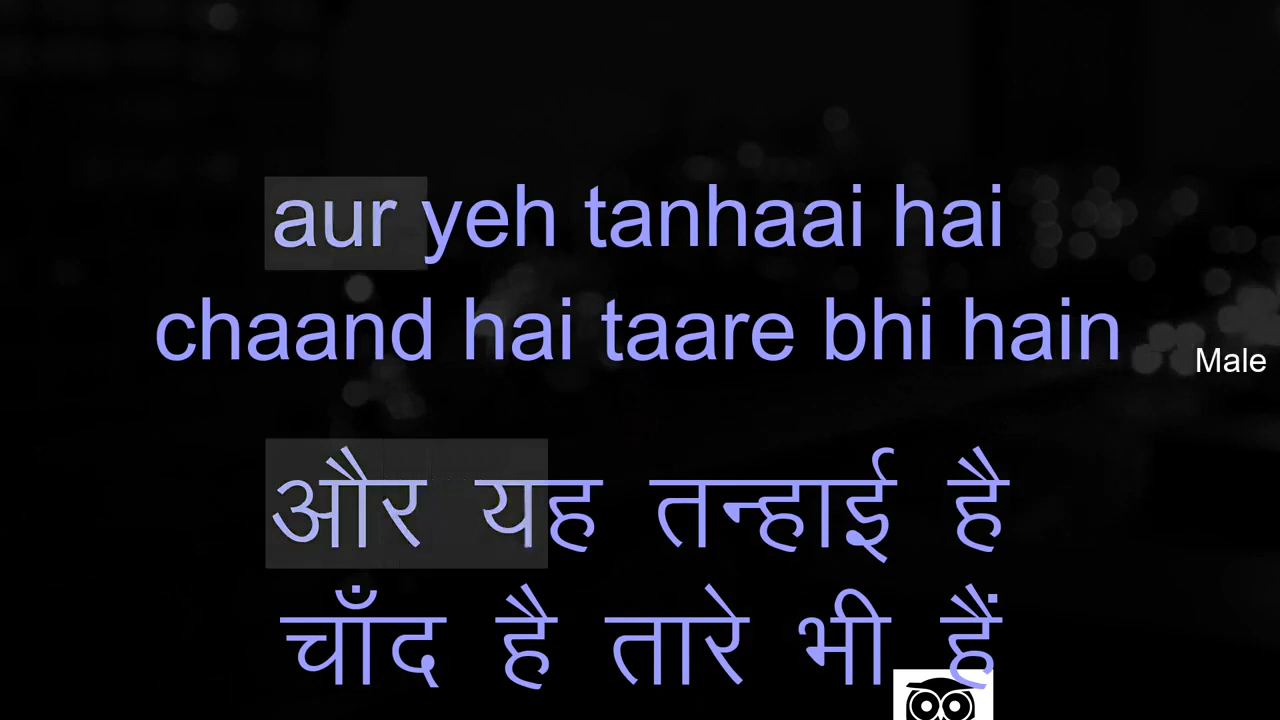 aur yeh tanhaai hai
chaand hai taare bhi hain
Male
और यह तन्हाई है
चाँद है तारे भी हैं